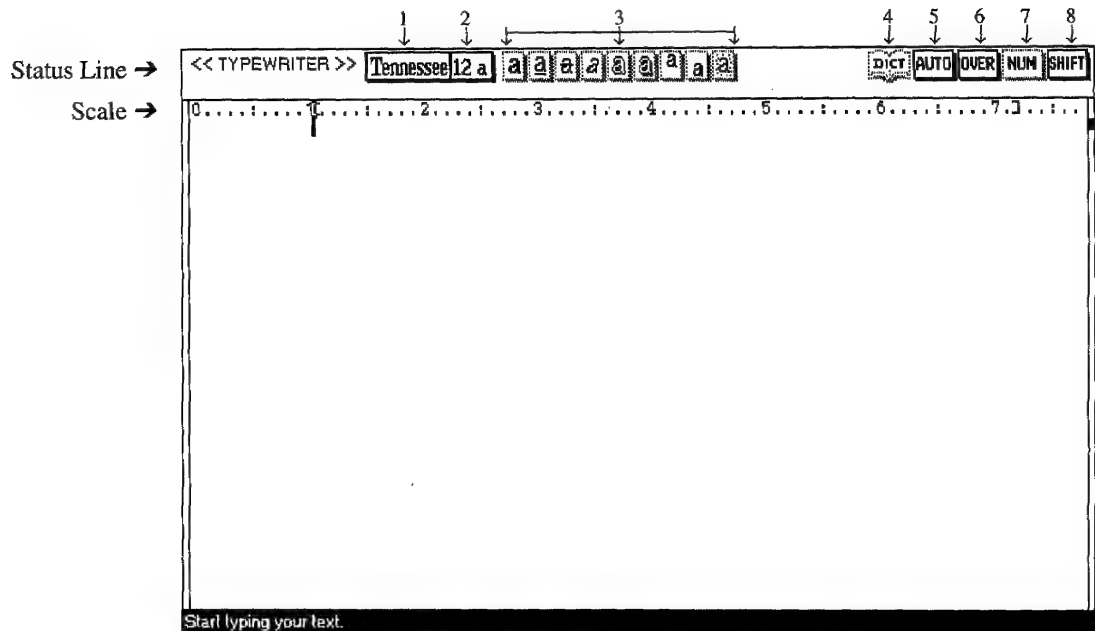 1 2 3 4 5 6 7 8
Status Line → << TYPEWRITER >> Tennessee 12 a a a a a a a a a a DICT AUTO OVER NUM SHIFT
Scale → 0....:....1[....:....2....:....3....:....4....:....5....:....6....:....7.]..:..
Start typing your text.